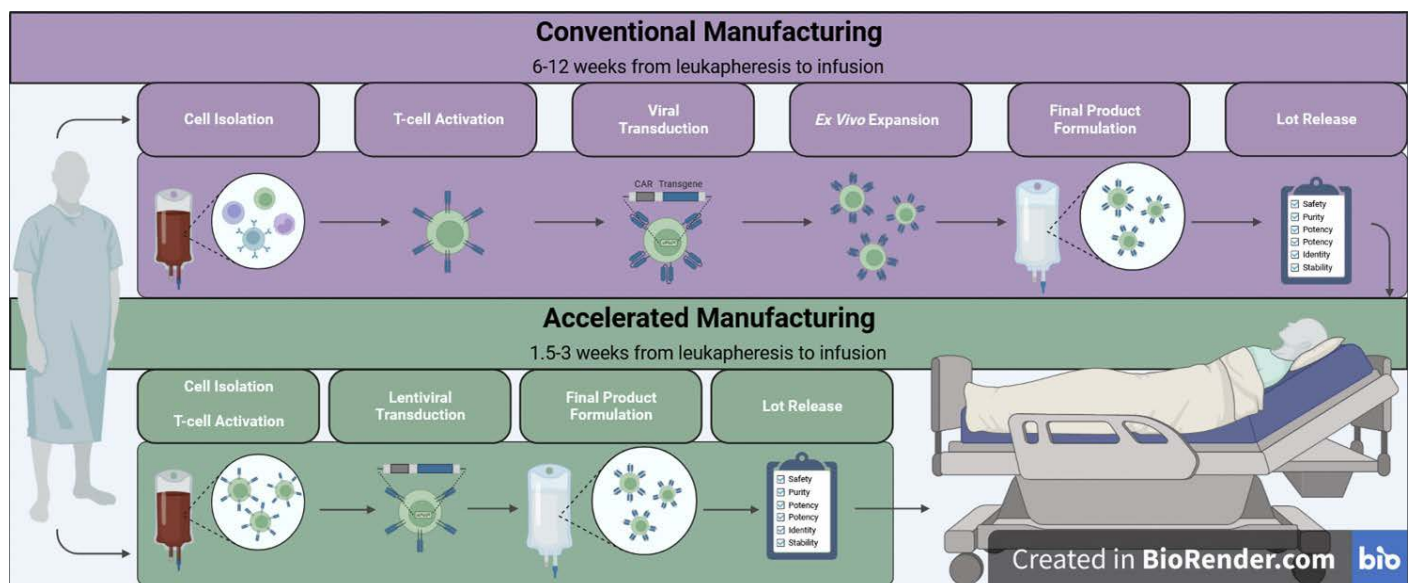 Conventional Manufacturing
6-12 weeks from leukapheresis to infusion
Cell Isolation
T-cell Activation
Viral
Transduction
Ex Vivo Expansion
Final Product
Formulation
Lot Release
CAR Transgene
Safety
Purity
Potency
Potency
Identity
Stability
Accelerated Manufacturing
1.5-3 weeks from leukapheresis to infusion
Cell Isolation
T-cell Activation
Lentiviral
Transduction
Final Product
Formulation
Lot Release
Safety
Purity
Potency
Potency
Identity
Stability
Created in BioRender.com
bio